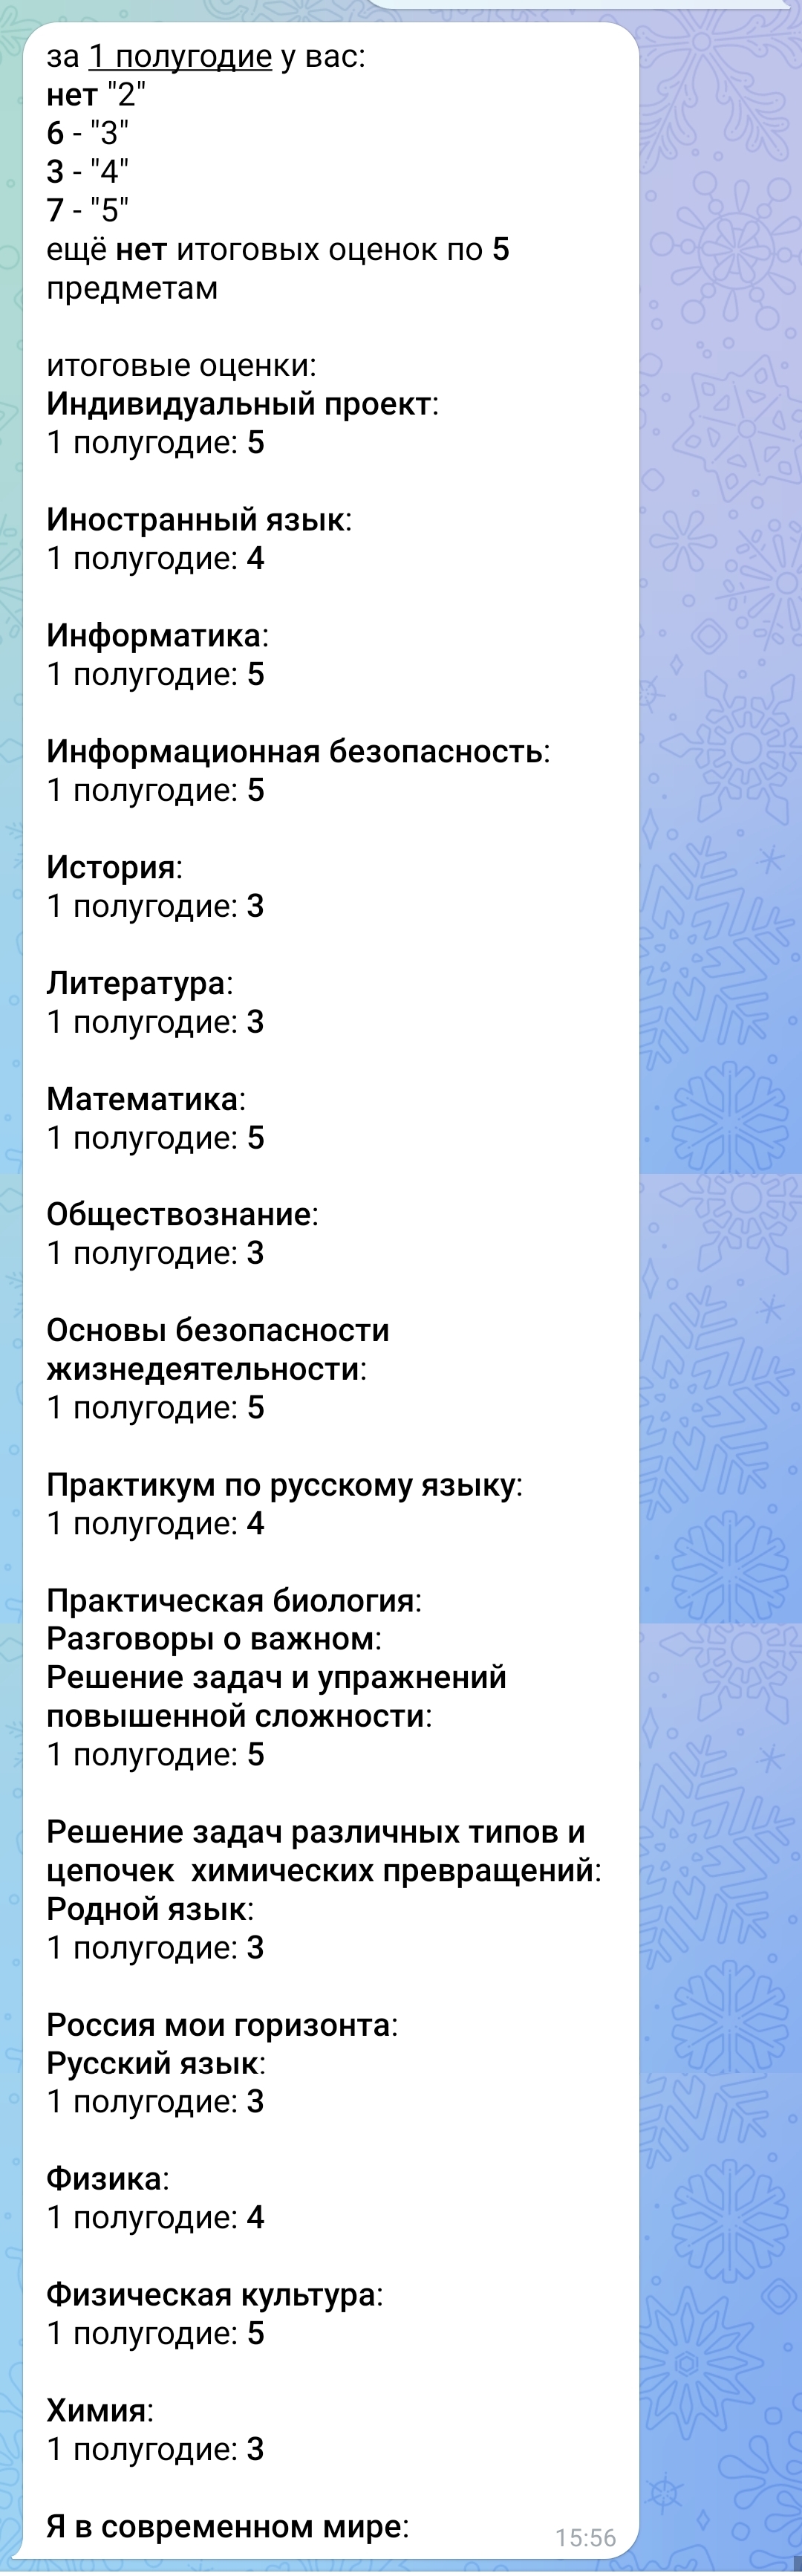 за 1 полугодие у вас:
нет "2"
6 - "3"
3 - "4"
7 - "5"
ещё нет итоговых оценок по 5
предметам
итоговые оценки:
Индивидуальный проект:
1 полугодие: 5
Иностранный язык:
1 полугодие: 4
Информатика:
1 полугодие: 5
Информационная безопасность:
1 полугодие: 5
История:
1 полугодие: 3
Литература:
1 полугодие: 3
Математика:
1 полугодие: 5
Обществознание:
1 полугодие: 3
Основы безопасности
жизнедеятельности:
1 полугодие: 5
Практикум по русскому языку:
1 полугодие: 4
Практическая биология:
Разговоры о важном:
Решение задач и упражнений
повышенной сложности:
1 полугодие: 5
Решение задач различных типов и
цепочек  химических превращений:
Родной язык:
1 полугодие: 3
Россия мои горизонта:
Русский язык:
1 полугодие: 3
Физика:
1 полугодие: 4
Физическая культура:
1 полугодие: 5
Химия:
1 полугодие: 3
Я в современном мире:
15:56